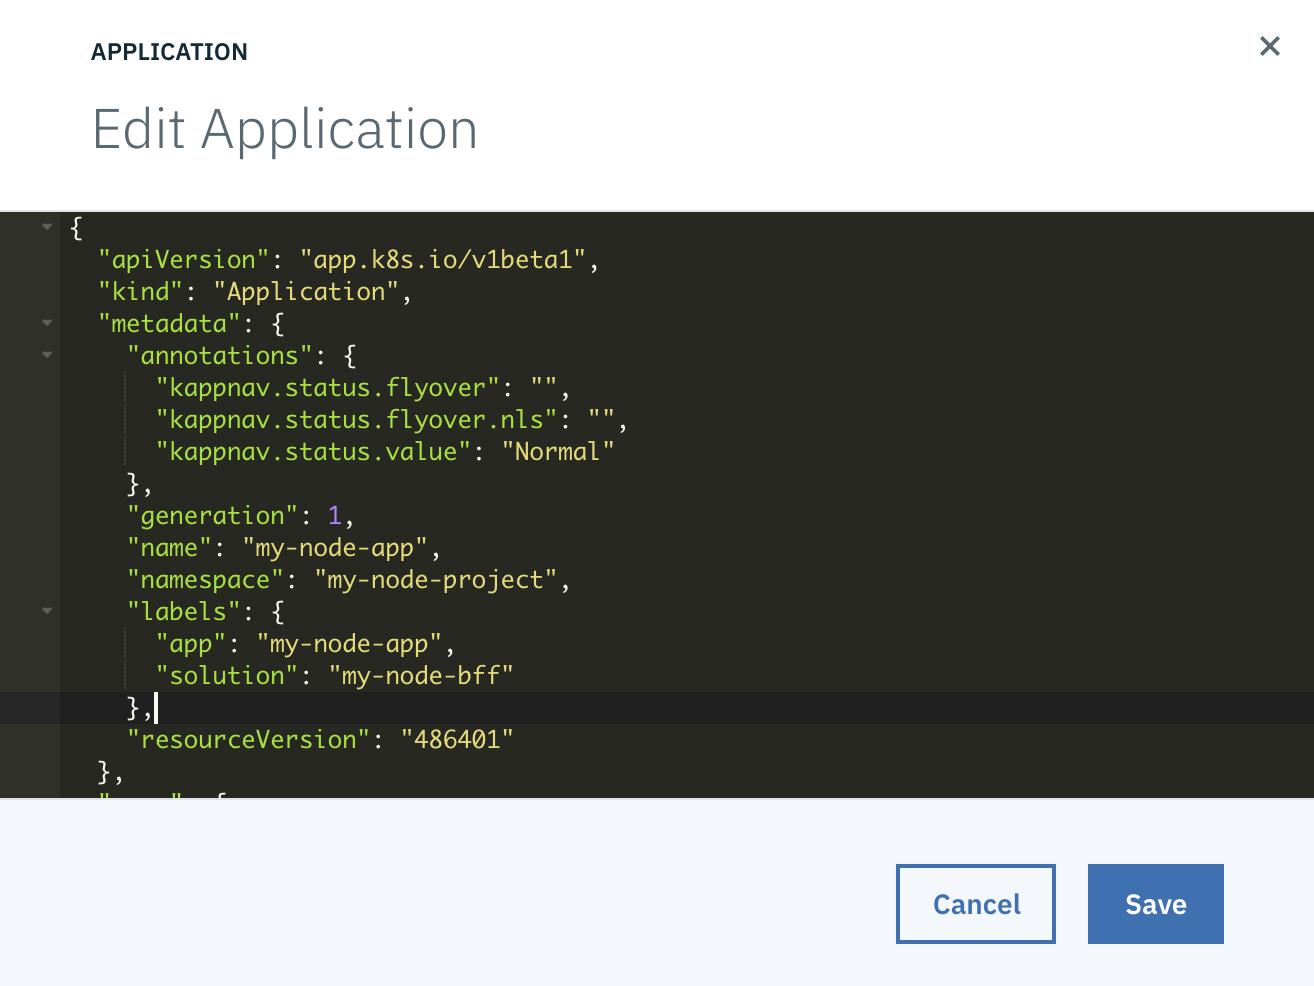 APPLICATION
Edit Application
{
  "apiVersion": "app.k8s.io/v1beta1",
  "kind": "Application",
  "metadata": {
    "annotations": {
      "kappnav.status.flyover": "",
      "kappnav.status.flyover.nls": "",
      "kappnav.status.value": "Normal"
    },
    "generation": 1,
    "name": "my-node-app",
    "namespace": "my-node-project",
    "labels": {
      "app": "my-node-app",
      "solution": "my-node-bff"
    },
    "resourceVersion": "486401"
  },
Cancel
Save